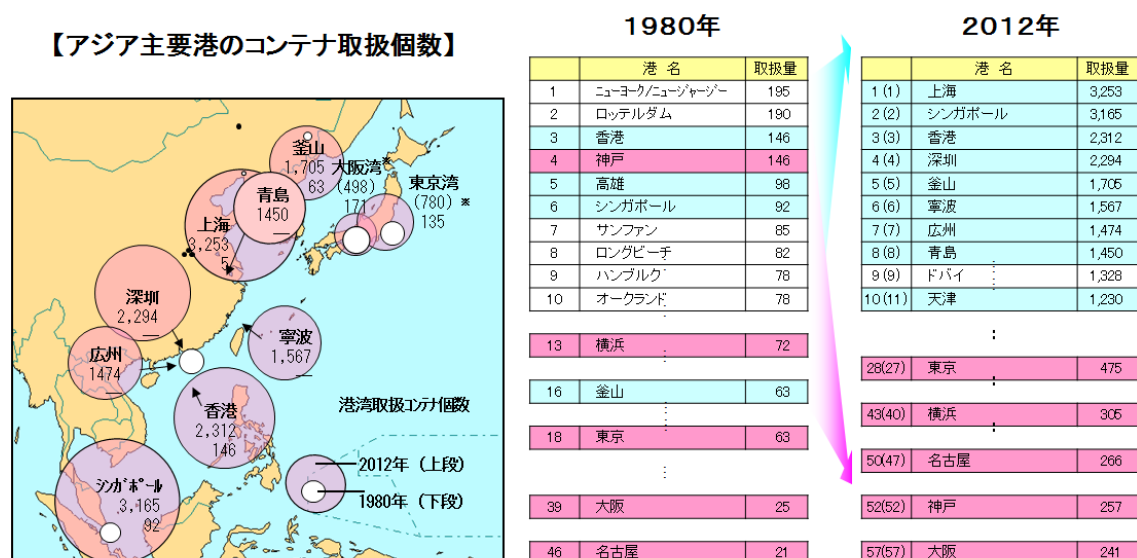 【アジア主要港のコンテナ取扱個数】
釜山
1,705
63
大阪湾*
(498)
171
東京湾
(780)※
135
青島
1450
―
上海
3,253
5
深圳
2,294
―
広州
1474
―
寧波
1,567
―
香港
2,312
146
シンガポール
3,165
92
港湾取扱コンテナ個数
2012年(上段)
1980年(下段)
1980年
港 名 取扱量
1 ニューヨーク/ニュージャージー 195
2 ロッテルダム 190
3 香港 146
4 神戸 146
5 高雄 98
6 シンガポール 92
7 サンファン 85
8 ロングビーチ 82
9 ハンブルク 78
10 オークランド 78
13 横浜 72
16 釜山 63
18 東京 63
39 大阪 25
46 名古屋 21
2012年
港 名 取扱量
1(1) 上海 3,253
2(2) シンガポール 3,165
3(3) 香港 2,312
4(4) 深圳 2,294
5(5) 釜山 1,705
6(6) 寧波 1,567
7(7) 広州 1,474
8(8) 青島 1,450
9(9) ドバイ 1,328
10(11) 天津 1,230
28(27) 東京 475
43(40) 横浜 305
50(47) 名古屋 266
52(52) 神戸 257
57(57) 大阪 241